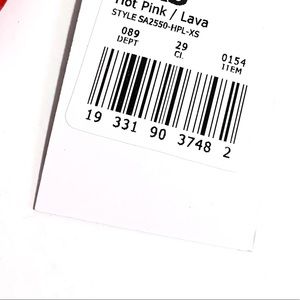 Hot Pink / Lava
STYLE SA2550-HPL-XS
089 29 0154
DEPT CL ITEM
19 331 90 3748 2